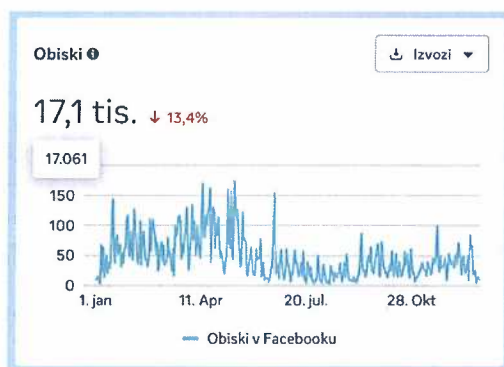 Obiski
Izvozi
17,1 tis. ↓ 13,4%
17.061
150
100
50
0
1. jan 11. Apr 20. jul. 28. Okt
Obiski v Facebooku